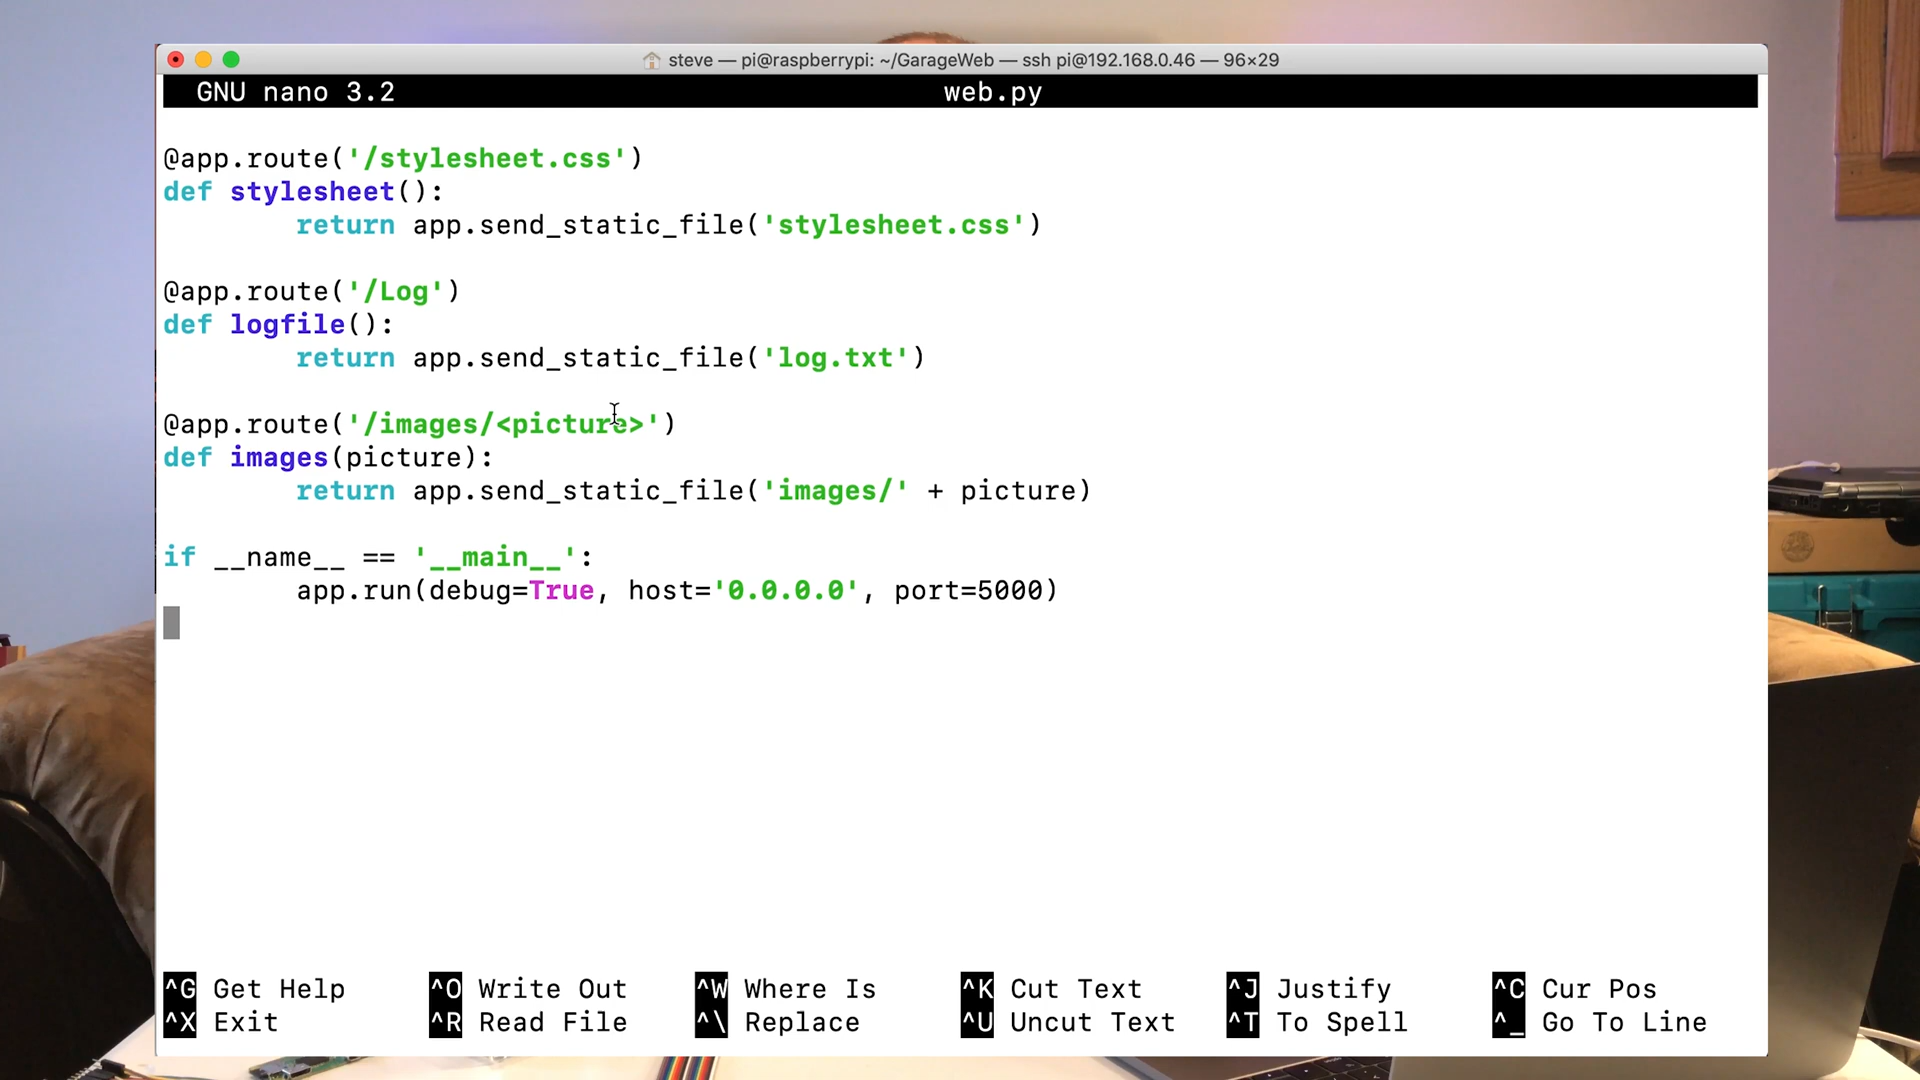 steve — pi@raspberrypi: ~/GarageWeb — ssh pi@192.168.0.46 — 96×29
GNU nano 3.2 web.py
@app.route('/stylesheet.css')
def stylesheet():
        return app.send_static_file('stylesheet.css')
@app.route('/Log')
def logfile():
        return app.send_static_file('log.txt')
@app.route('/images/<picture>')
def images(picture):
        return app.send_static_file('images/' + picture)
if __name__ == '__main__':
        app.run(debug=True, host='0.0.0.0', port=5000)
^G Get Help ^O Write Out ^W Where Is ^K Cut Text ^J Justify ^C Cur Pos
^X Exit ^R Read File ^\ Replace ^U Uncut Text ^T To Spell ^_ Go To Line